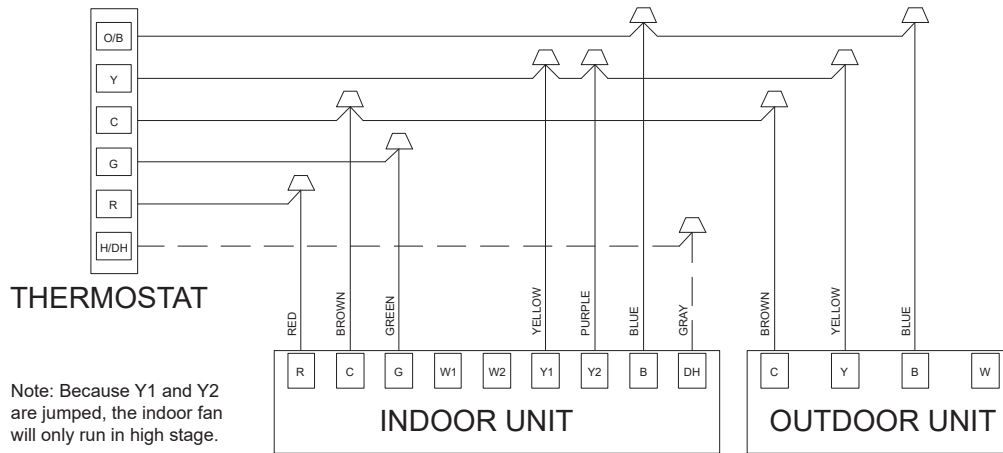 O/B
Y
C
G
R
H/DH
THERMOSTAT
RED
BROWN
GREEN
YELLOW
PURPLE
BLUE
GRAY
BROWN
YELLOW
BLUE
R C G W1 W2 Y1 Y2 B DH
C Y B W
INDOOR UNIT
OUTDOOR UNIT
Note: Because Y1 and Y2
are jumped, the indoor fan
will only run in high stage.